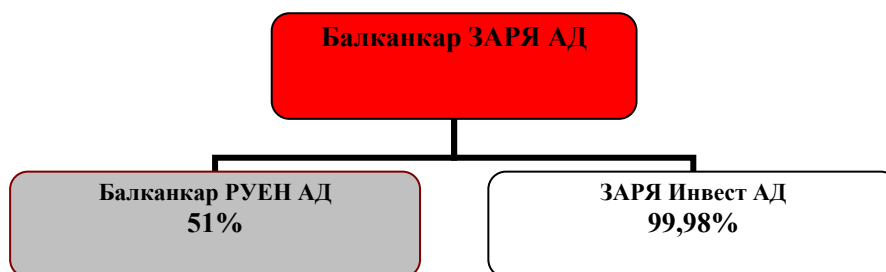 Балканкар ЗАРЯ АД
Балканкар РУЕН АД
51%
ЗАРЯ Инвест АД
99,98%